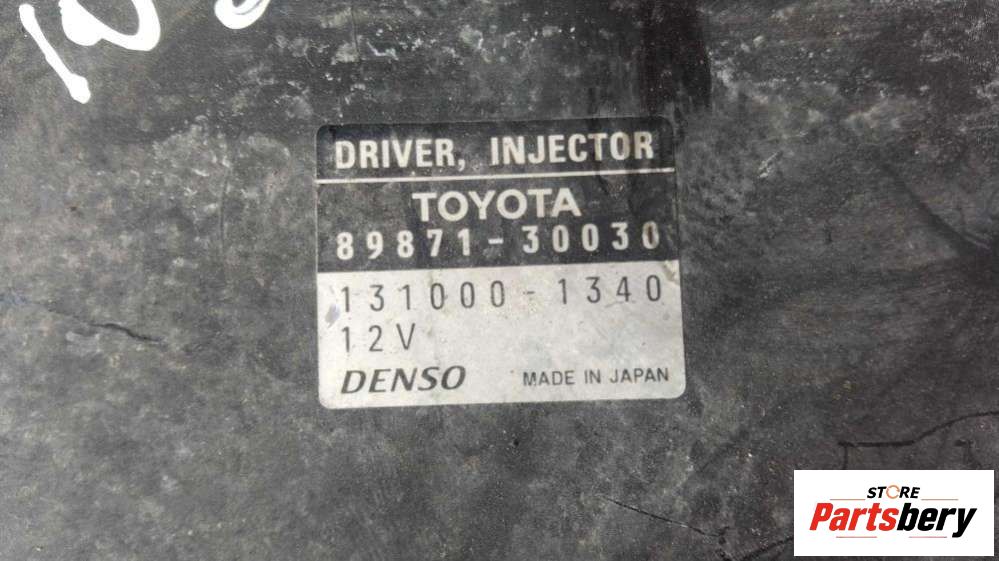 DRIVER, INJECTOR
TOYOTA
89871-30030
131000-1340
12V
DENSO MADE IN JAPAN
STORE
Partsbery